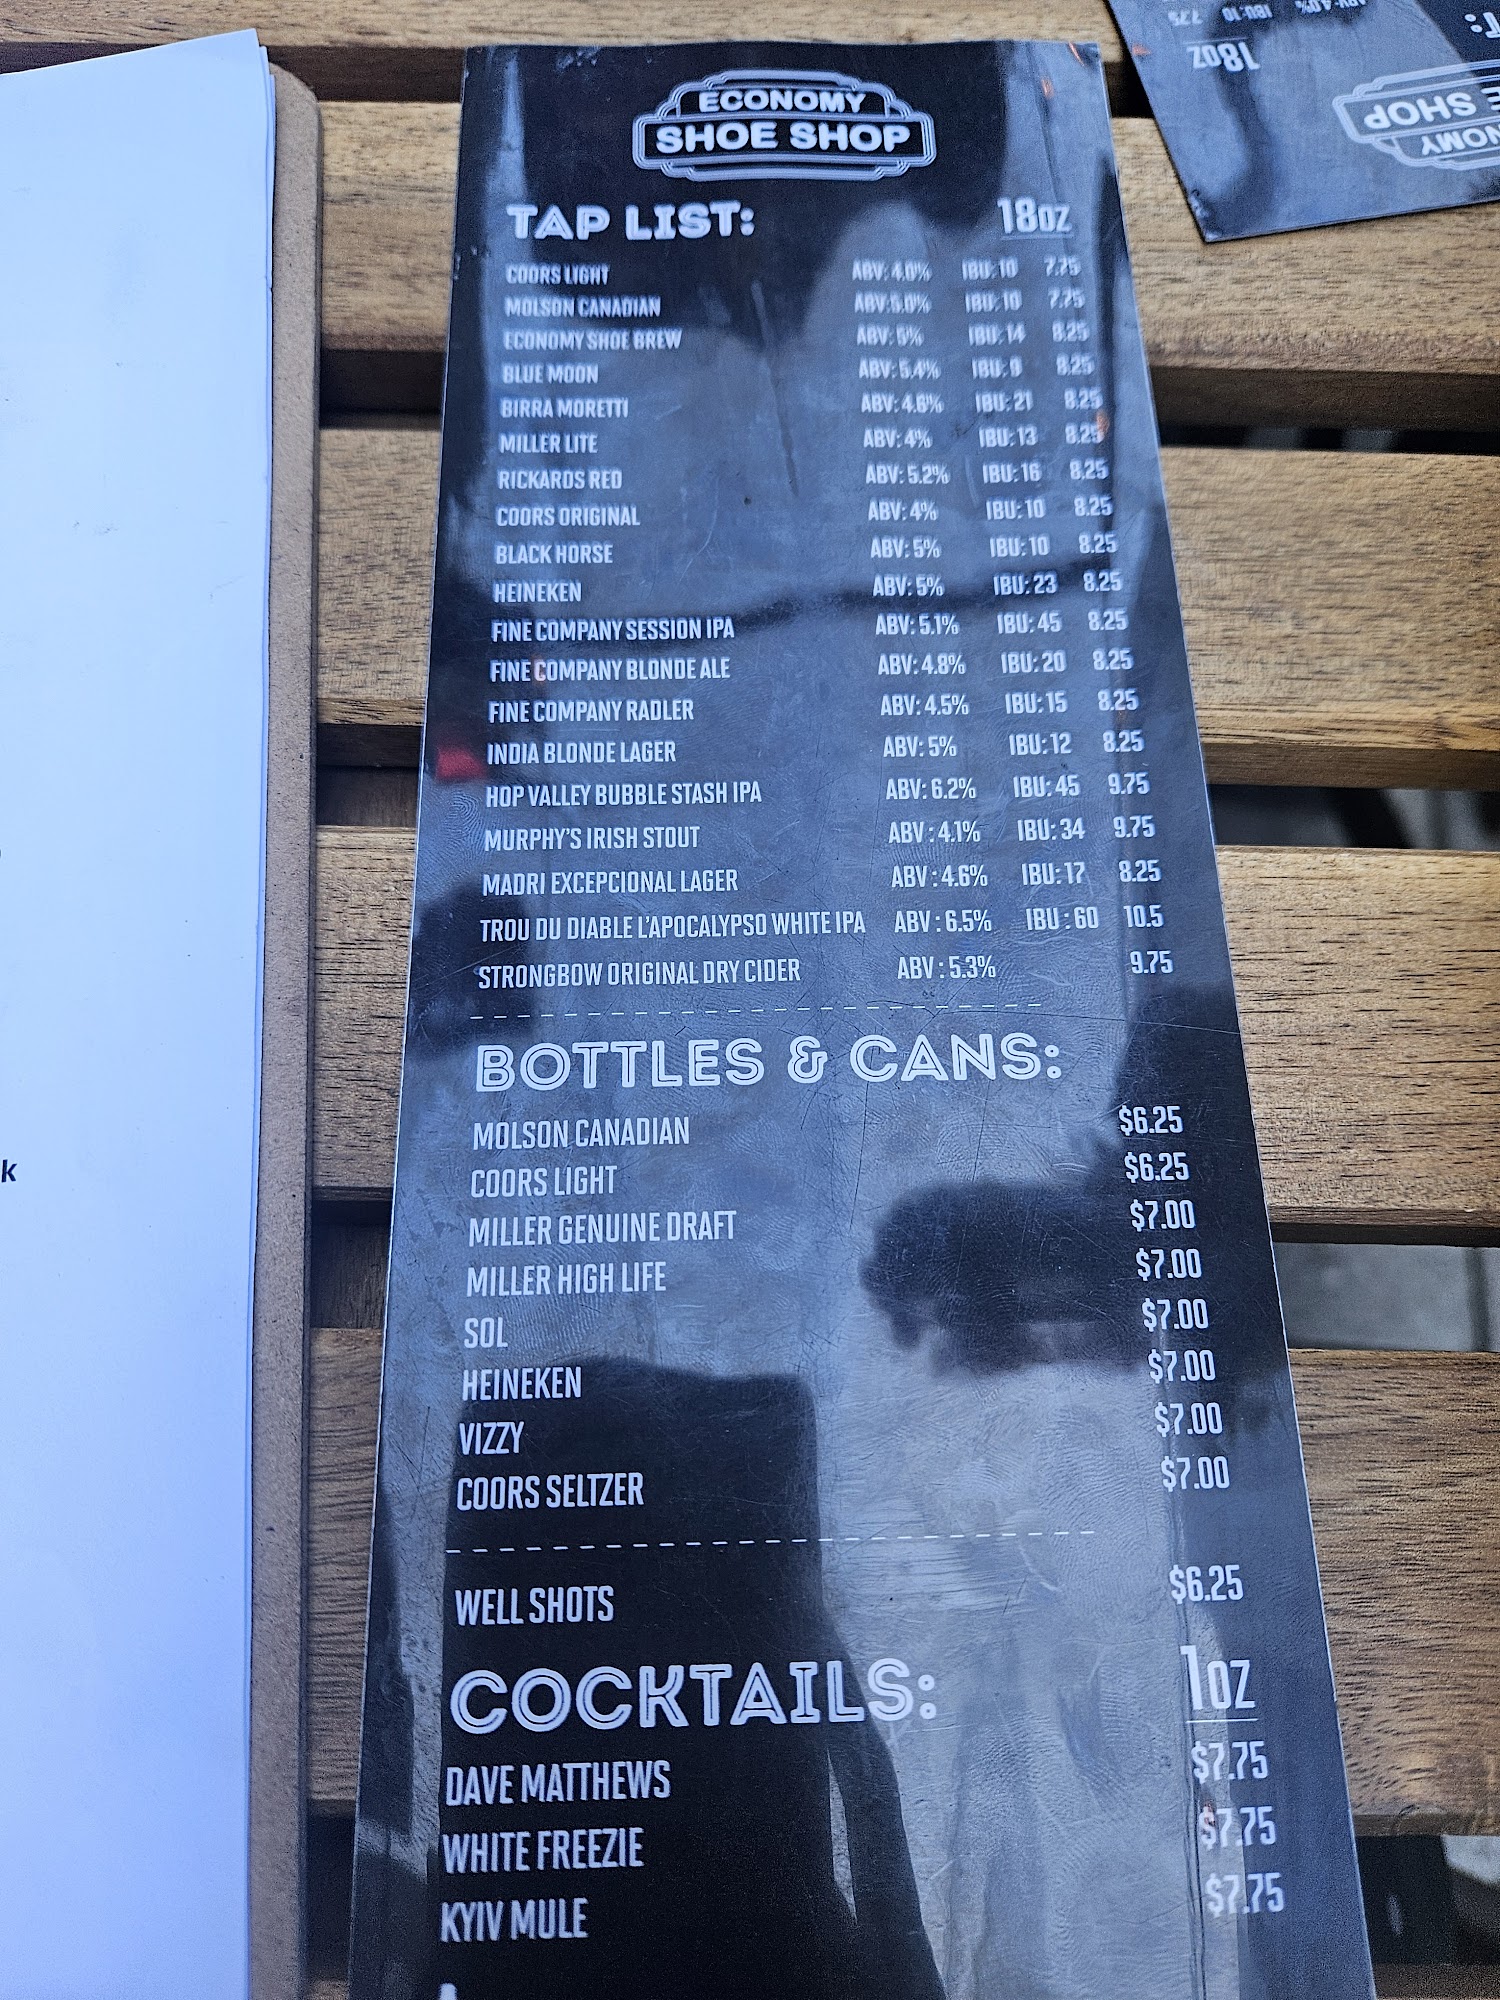 ECONOMY
SHOE SHOP
TAP LIST: 18OZ
COORS LIGHT ABV: 4.0% IBU: 10 7.75
MOLSON CANADIAN ABV:5.0% IBU: 10 7.75
ECONOMY SHOE BREW ABV: 5% IBU: 14 8.25
BLUE MOON ABV: 5.4% IBU: 9 8.25
BIRRA MORETTI ABV: 4.6% IBU: 21 8.25
MILLER LITE ABV: 4% IBU: 13 8.25
RICKARDS RED ABV: 5.2% IBU: 16 8.25
COORS ORIGINAL ABV: 4% IBU: 10 8.25
BLACK HORSE ABV: 5% IBU: 10 8.25
HEINEKEN ABV: 5% IBU: 23 8.25
FINE COMPANY SESSION IPA ABV: 5.1% IBU: 45 8.25
FINE COMPANY BLONDE ALE ABV: 4.8% IBU: 20 8.25
FINE COMPANY RADLER ABV: 4.5% IBU: 15 8.25
INDIA BLONDE LAGER ABV: 5% IBU: 12 8.25
HOP VALLEY BUBBLE STASH IPA ABV: 6.2% IBU: 45 9.75
MURPHY'S IRISH STOUT ABV : 4.1% IBU: 34 9.75
MADRI EXCEPCIONAL LAGER ABV : 4.6% IBU: 17 8.25
TROU DU DIABLE L'APOCALYPSO WHITE IPA ABV : 6.5% IBU : 60 10.5
STRONGBOW ORIGINAL DRY CIDER ABV : 5.3% 9.75
BOTTLES & CANS:
MOLSON CANADIAN $6.25
COORS LIGHT $6.25
MILLER GENUINE DRAFT $7.00
MILLER HIGH LIFE $7.00
SOL $7.00
HEINEKEN $7.00
VIZZY $7.00
COORS SELTZER $7.00
WELL SHOTS $6.25
COCKTAILS: 1OZ
DAVE MATTHEWS $7.75
WHITE FREEZIE $7.75
KYIV MULE $7.75
k
18OZ
ABV: 4.0% IBU: 10 7.75
NOMY
E SHOP
T: